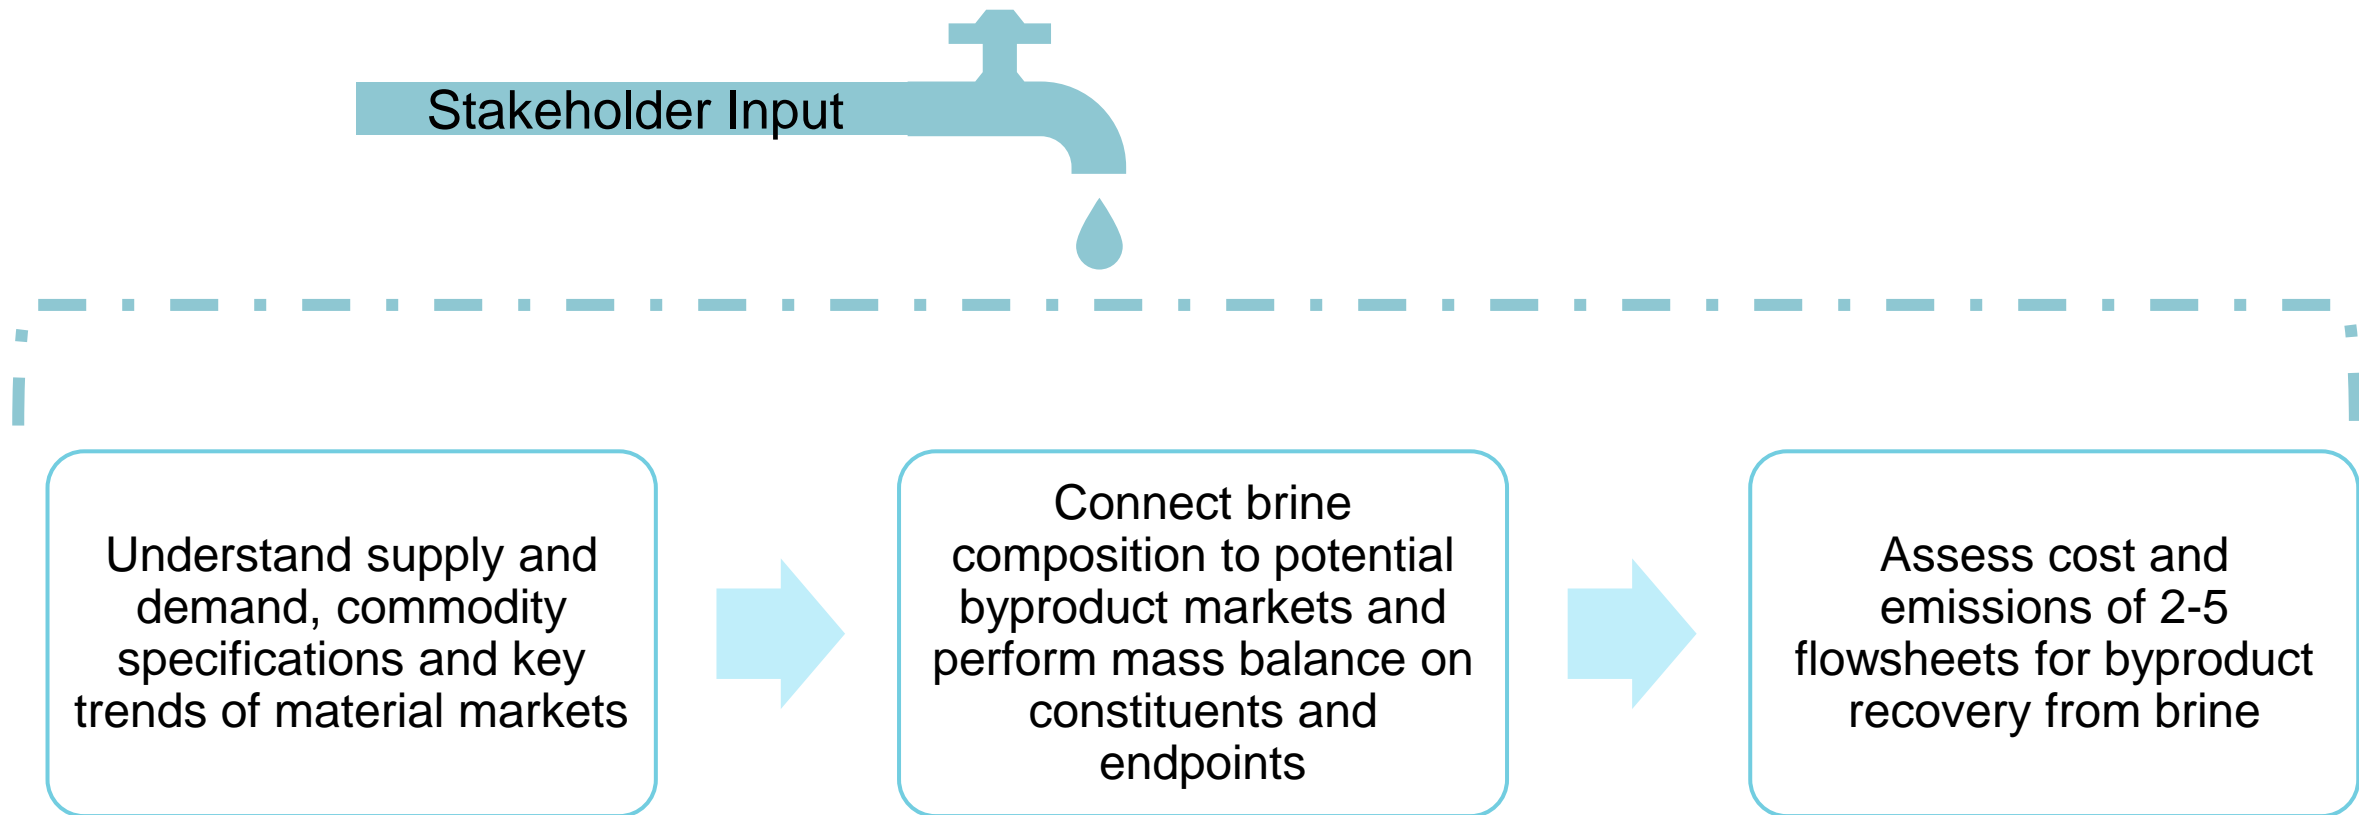 Stakeholder Input
Understand supply and
demand, commodity
specifications and key
trends of material markets
Connect brine
composition to potential
byproduct markets and
perform mass balance on
constituents and
endpoints
Assess cost and
emissions of 2-5
flowsheets for byproduct
recovery from brine